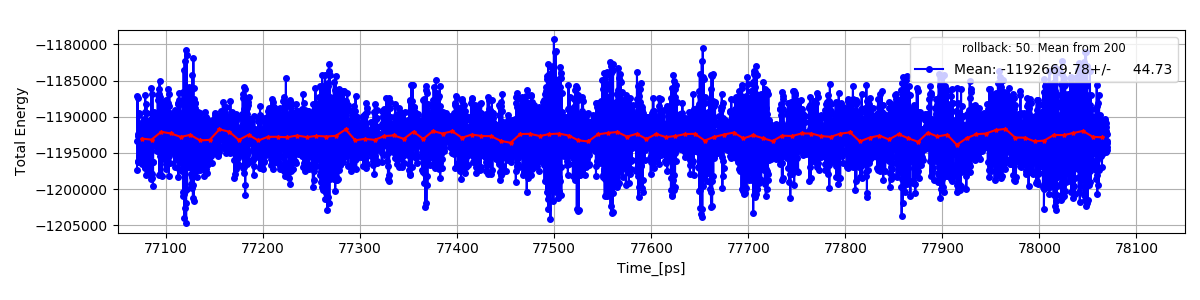 rollback: 50. Mean from 200
Mean: -1192669.78+/-     44.73
Total Energy
−1180000
−1185000
−1190000
−1195000
−1200000
−1205000
77100 77200 77300 77400 77500 77600 77700 77800 77900 78000 78100
Time_[ps]